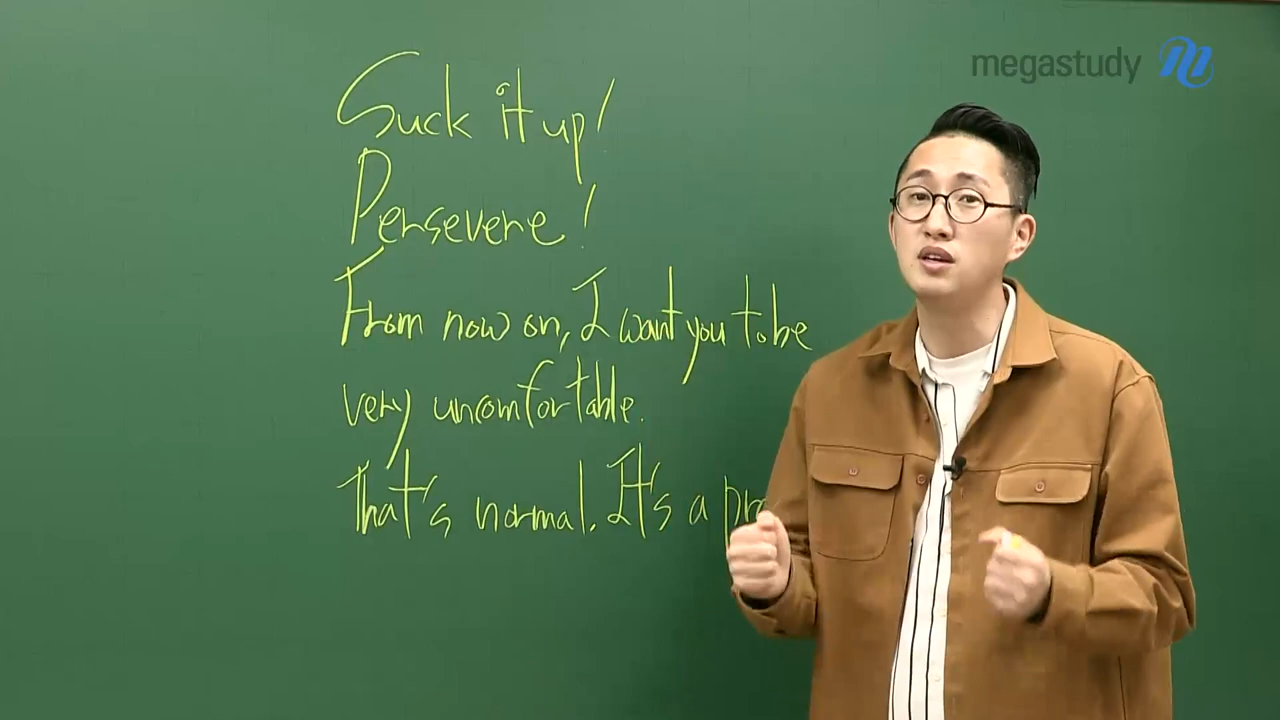 megastudy
Suck it up!
Persevere!
From now on, I want you to be
very uncomfortable.
That's normal. It's a